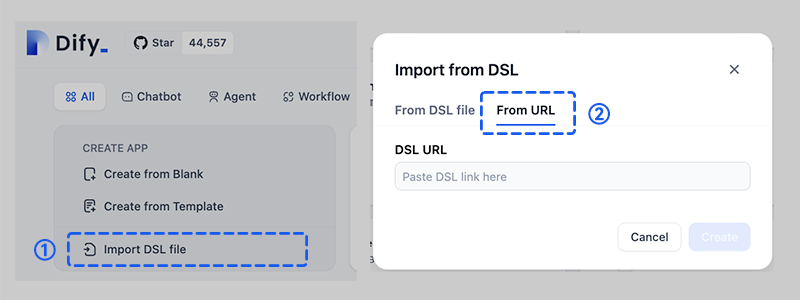 Dify_
Star 44,557
All Chatbot Agent Workflow
CREATE APP
Create from Blank
Create from Template
1 Import DSL file
Import from DSL
From DSL file From URL 2
DSL URL
Paste DSL link here
Cancel Create